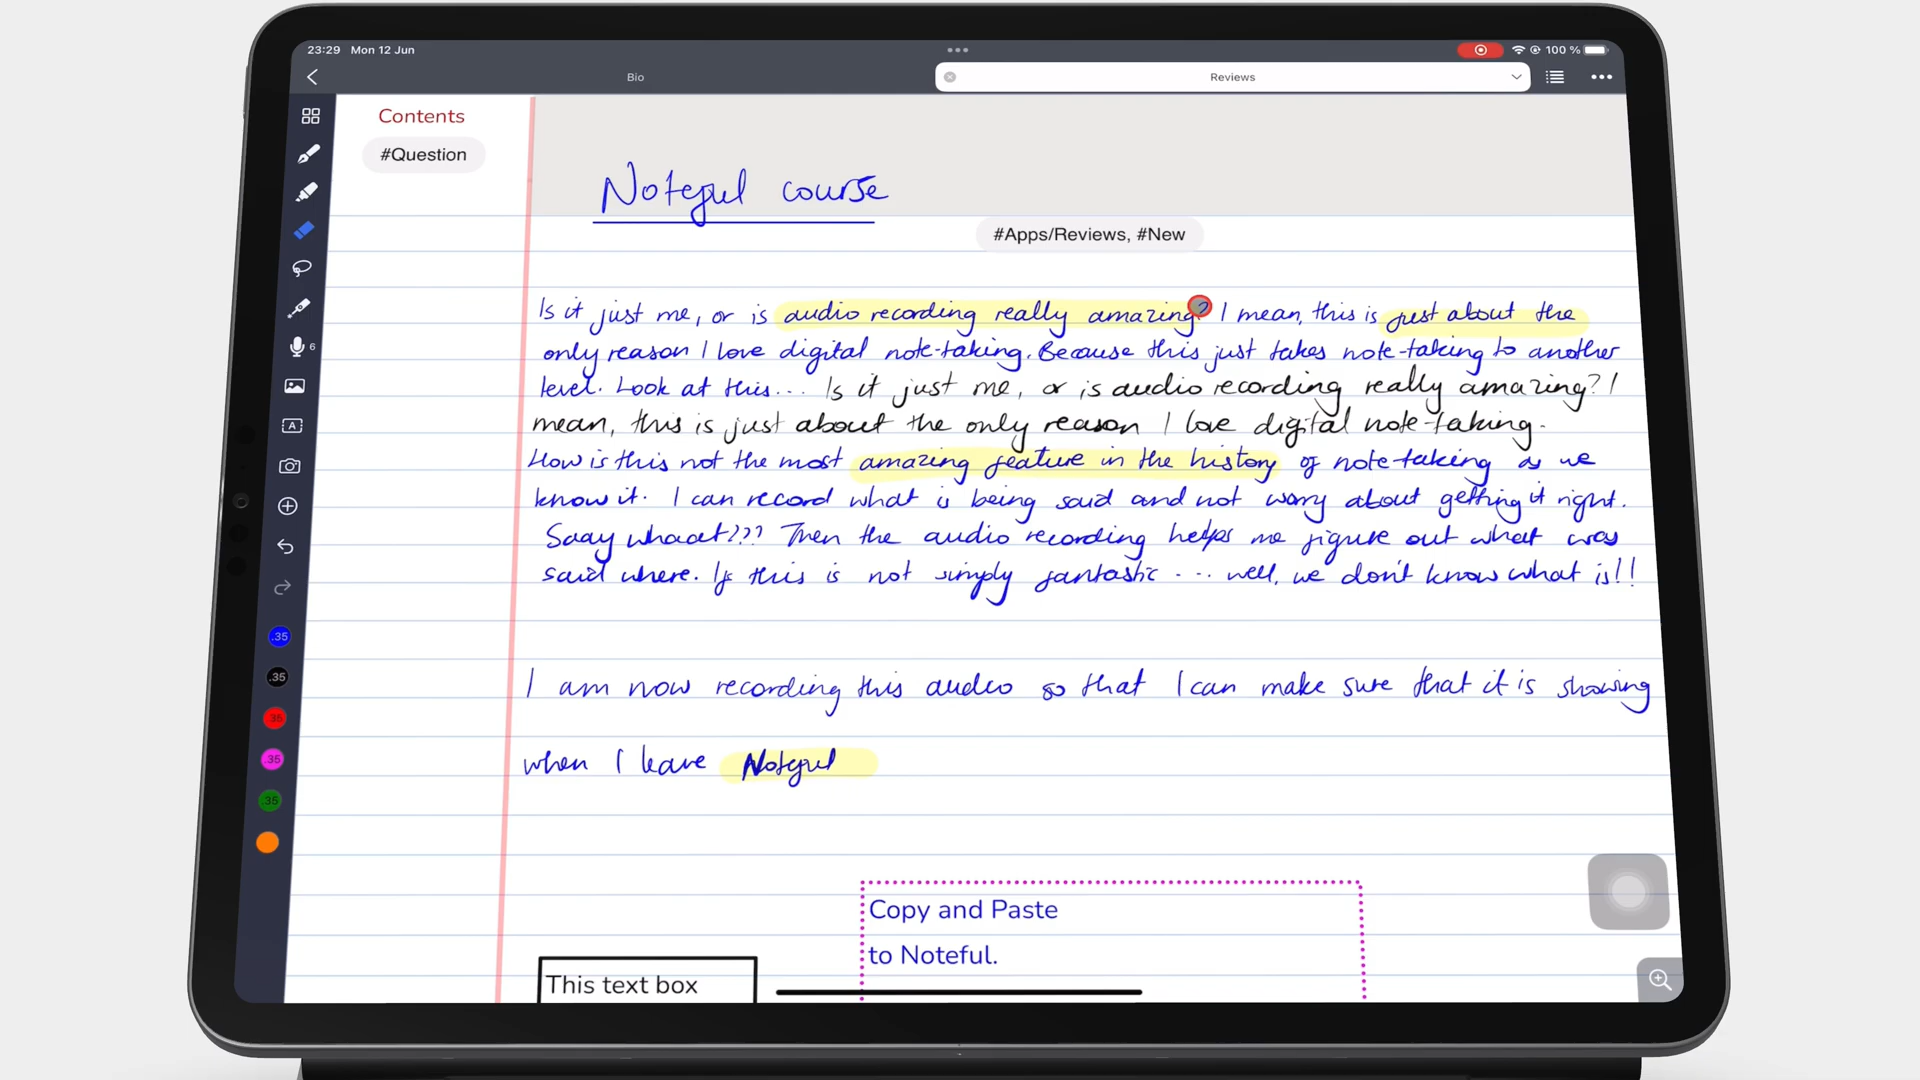 23:29 Mon 12 Jun
100 %
Bio
Reviews
Contents
#Question
Noteful course
#Apps/Reviews, #New
Is it just me, or is audio recording really amazing? I mean, this is just about the
only reason I love digital note-taking. Because this just takes note-taking to another
level. Look at this... Is it just me, or is audio recording really amazing? I
mean, this is just about the only reason I love digital note-taking.
How is this not the most amazing feature in the history of note-taking as we
know it. I can record what is being said and not worry about getting it right.
Saay whaat??? Then the audio recording helps me figure out what was
said where. If this is not simply fantastic... well, we don't know what is!!
I am now recording this audio so that I can make sure that it is showing
when I leave Noteful
6
A
.35
.35
.35
.35
.35
Copy and Paste
to Noteful.
This text box